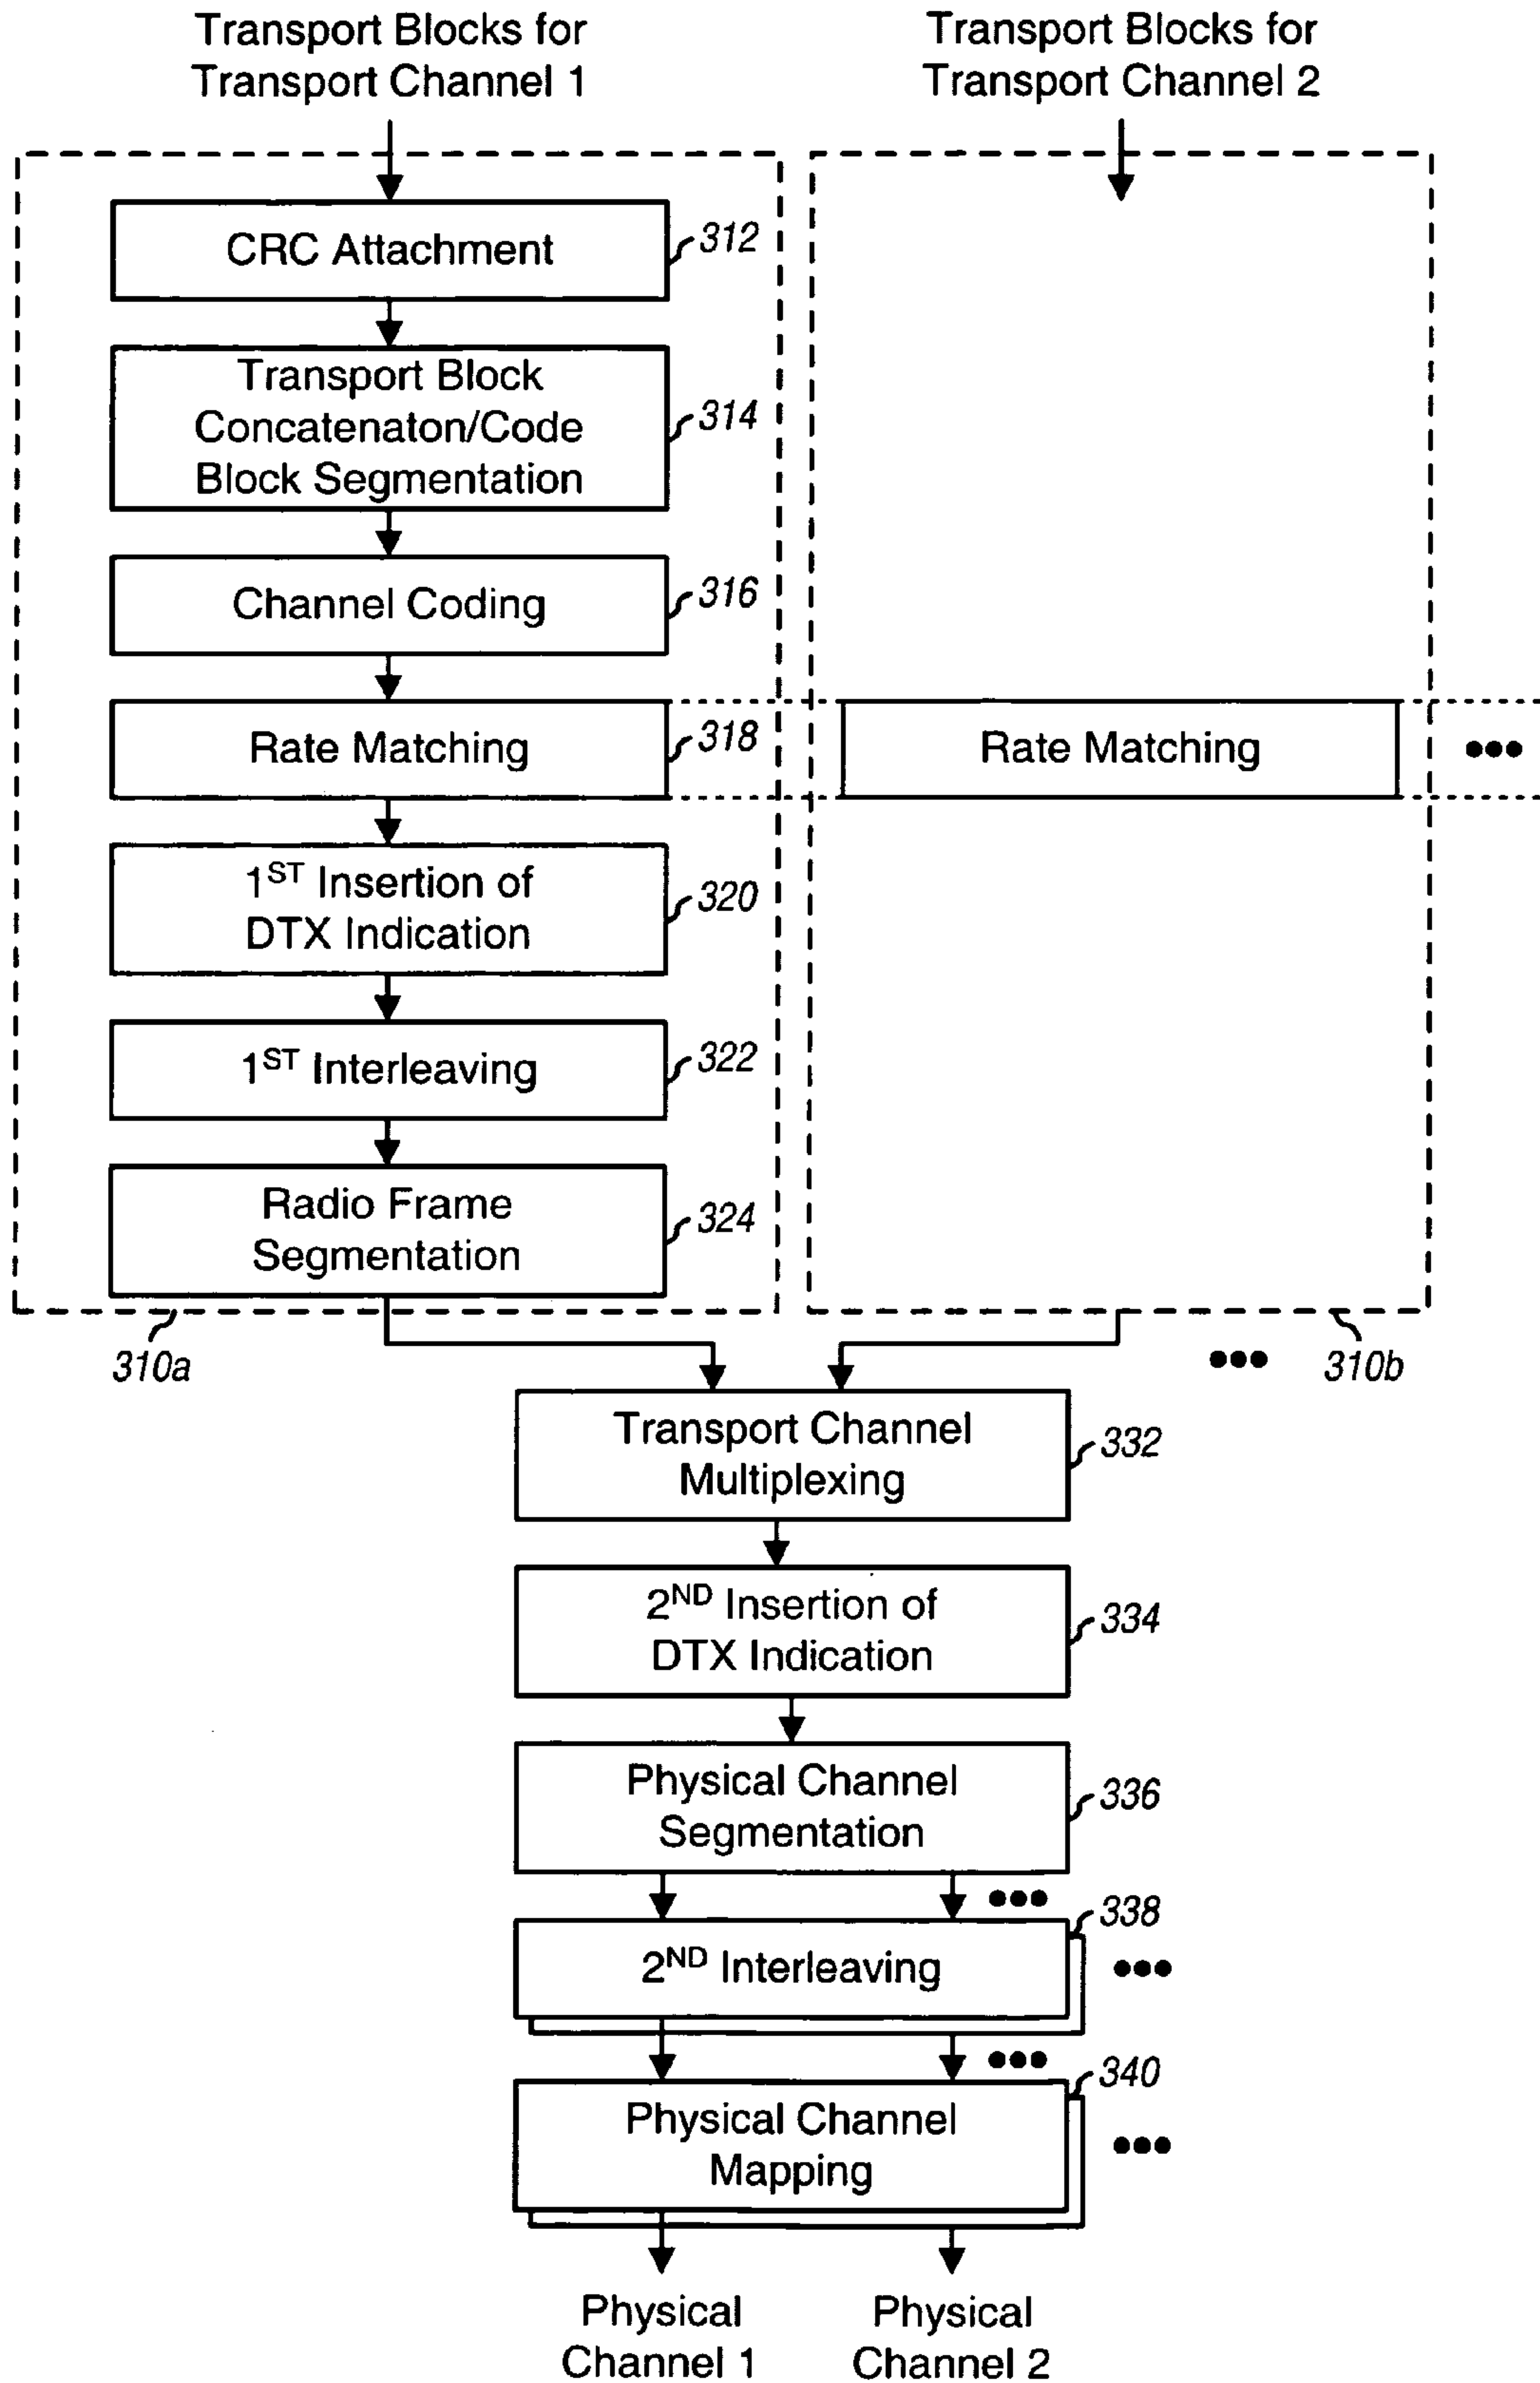 Transport Blocks for
Transport Channel 1
Transport Blocks for
Transport Channel 2
CRC Attachment
312
Transport Block
Concatenaton/Code
Block Segmentation
314
Channel Coding
316
Rate Matching
318
Rate Matching
1ST Insertion of
DTX Indication
320
1ST Interleaving
322
Radio Frame
Segmentation
324
310a
310b
Transport Channel
Multiplexing
332
2ND Insertion of
DTX Indication
334
Physical Channel
Segmentation
336
338
2ND Interleaving
340
Physical Channel
Mapping
Physical
Channel 1
Physical
Channel 2